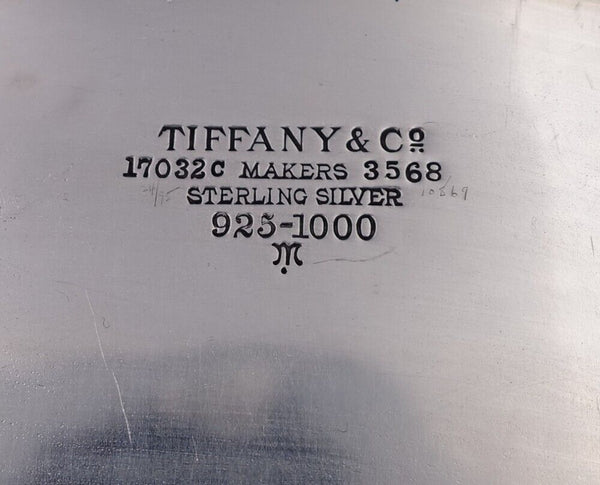 TIFFANY & Co
17032C MAKERS 3568
STERLING SILVER
925-1000
M